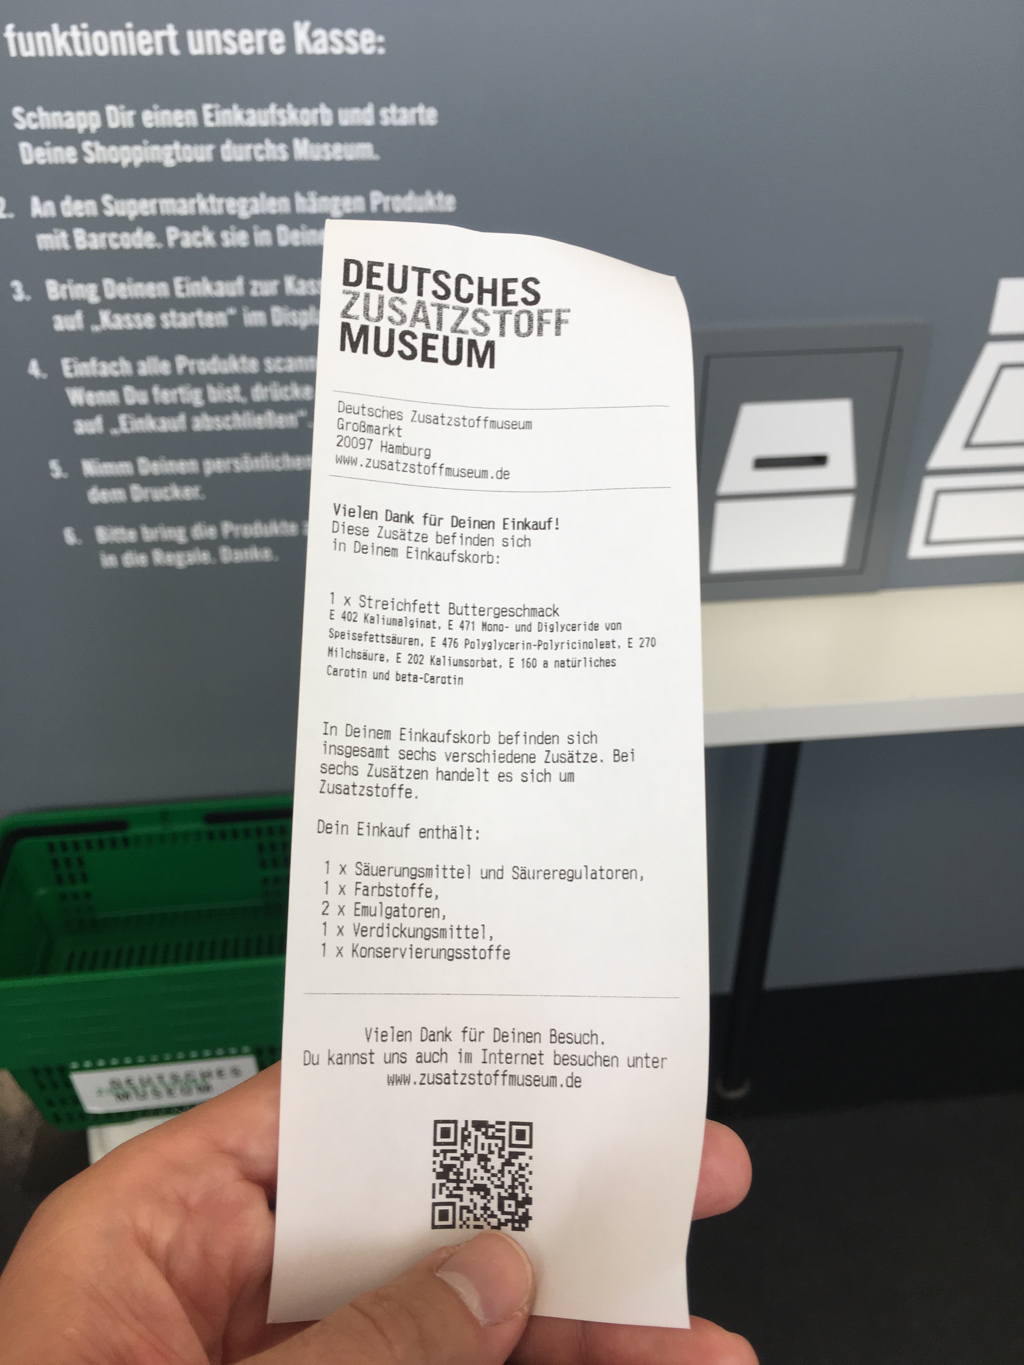 funktioniert unsere Kasse:
Schnapp Dir einen Einkaufskorb und starte
Deine Shoppingtour durchs Museum.
2. An den Supermarktregalen hängen Produkte
mit Barcode. Pack sie in
3. Bring Deinen Einkauf zur
auf „Kasse starten“ im
4. Einfach alle Produkte
Wenn Du fertig bist,
auf „Einkauf abschließen“.
5. Nimm Deinen
dem Drucker.
6. Bitte bring die Produkte
in die Regale. Danke.
DEUTSCHES
ZUSATZSTOFF
MUSEUM
Deutsches Zusatzstoffmuseum
Großmarkt
20097 Hamburg
www.zusatzstoffmuseum.de
Vielen Dank für Deinen Einkauf!
Diese Zusätze befinden sich
in Deinem Einkaufskorb:
1 x Streichfett Buttergeschmack
E 402 Kaliumalginat, E 471 Mono- und Diglyceride von
Speisefettsäuren, E 476 Polyglycerin-Polyricinoleat, E 270
Milchsäure, E 202 Kaliumsorbat, E 160 a natürliches
Carotin und beta-Carotin
In Deinem Einkaufskorb befinden sich
insgesamt sechs verschiedene Zusätze. Bei
sechs Zusätzen handelt es sich um
Zusatzstoffe.
Dein Einkauf enthält:
1 x Säuerungsmittel und Säureregulatoren,
1 x Farbstoffe,
2 x Emulgatoren,
1 x Verdickungsmittel,
1 x Konservierungsstoffe
Vielen Dank für Deinen Besuch.
Du kannst uns auch im Internet besuchen unter
www.zusatzstoffmuseum.de
DEUTSCHES
MUSEUM